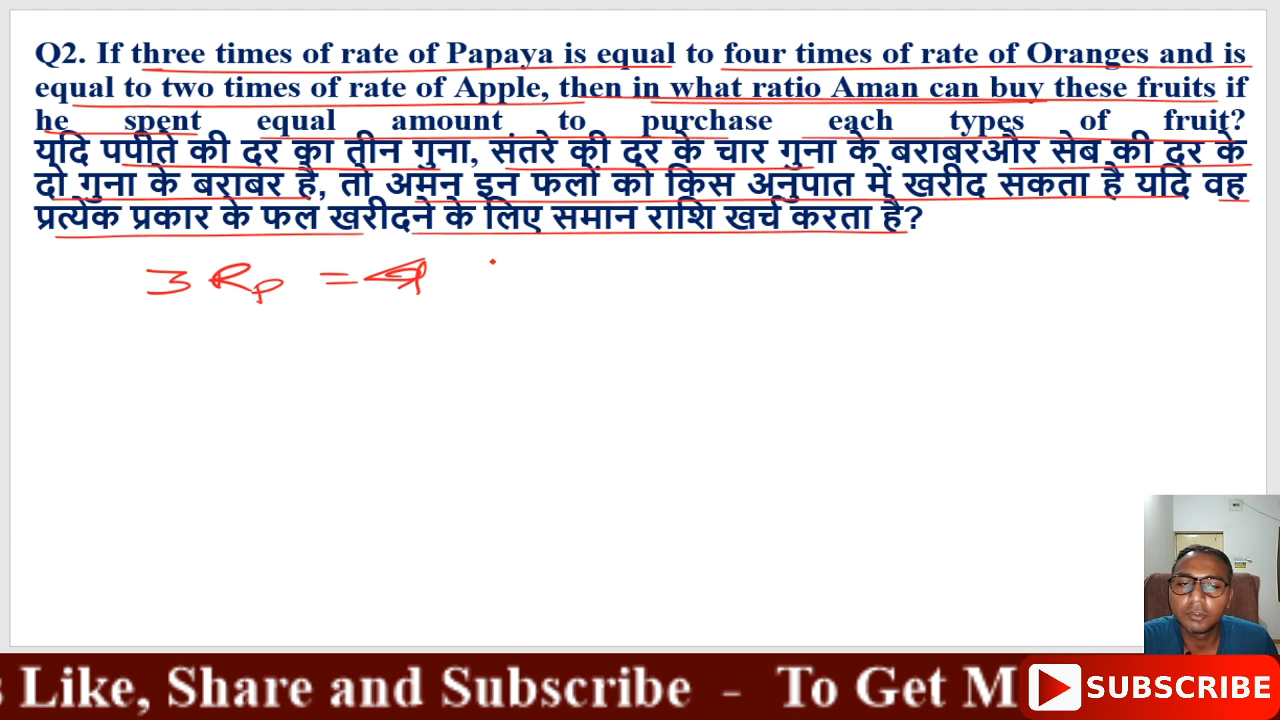 Q2. If three times of rate of Papaya is equal to four times of rate of Oranges and is
equal to two times of rate of Apple, then in what ratio Aman can buy these fruits if
he spent equal amount to purchase each types of fruit?
यदि पपीते की दर का तीन गुना, संतरे की दर के चार गुना के बराबरऔर सेब की दर के
दो गुना के बराबर है, तो अमन इन फलों को किस अनुपात में खरीद सकता है यदि वह
प्रत्येक प्रकार के फल खरीदने के लिए समान राशि खर्च करता है?
3 Rp =
s Like, Share and Subscribe - To Get M
SUBSCRIBE